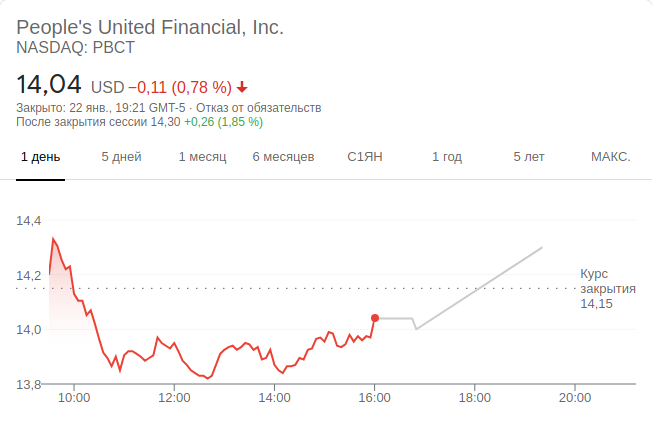 People's United Financial, Inc.
NASDAQ: PBCT
14,04 USD −0,11 (0,78 %)
Закрыто: 22 янв., 19:21 GMT-5 · Отказ от обязательств
После закрытия сессии 14,30 +0,26 (1,85 %)
1 день 5 дней 1 месяц 6 месяцев С1ЯН 1 год 5 лет МАКС.
14,4
14,2
14,0
13,8
Курс
закрытия
14,15
10:00 12:00 14:00 16:00 18:00 20:00